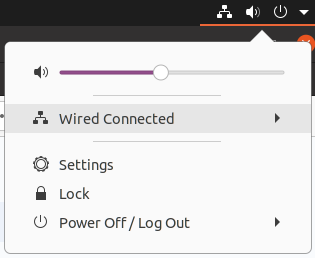 Wired Connected
Settings
Lock
Power Off / Log Out